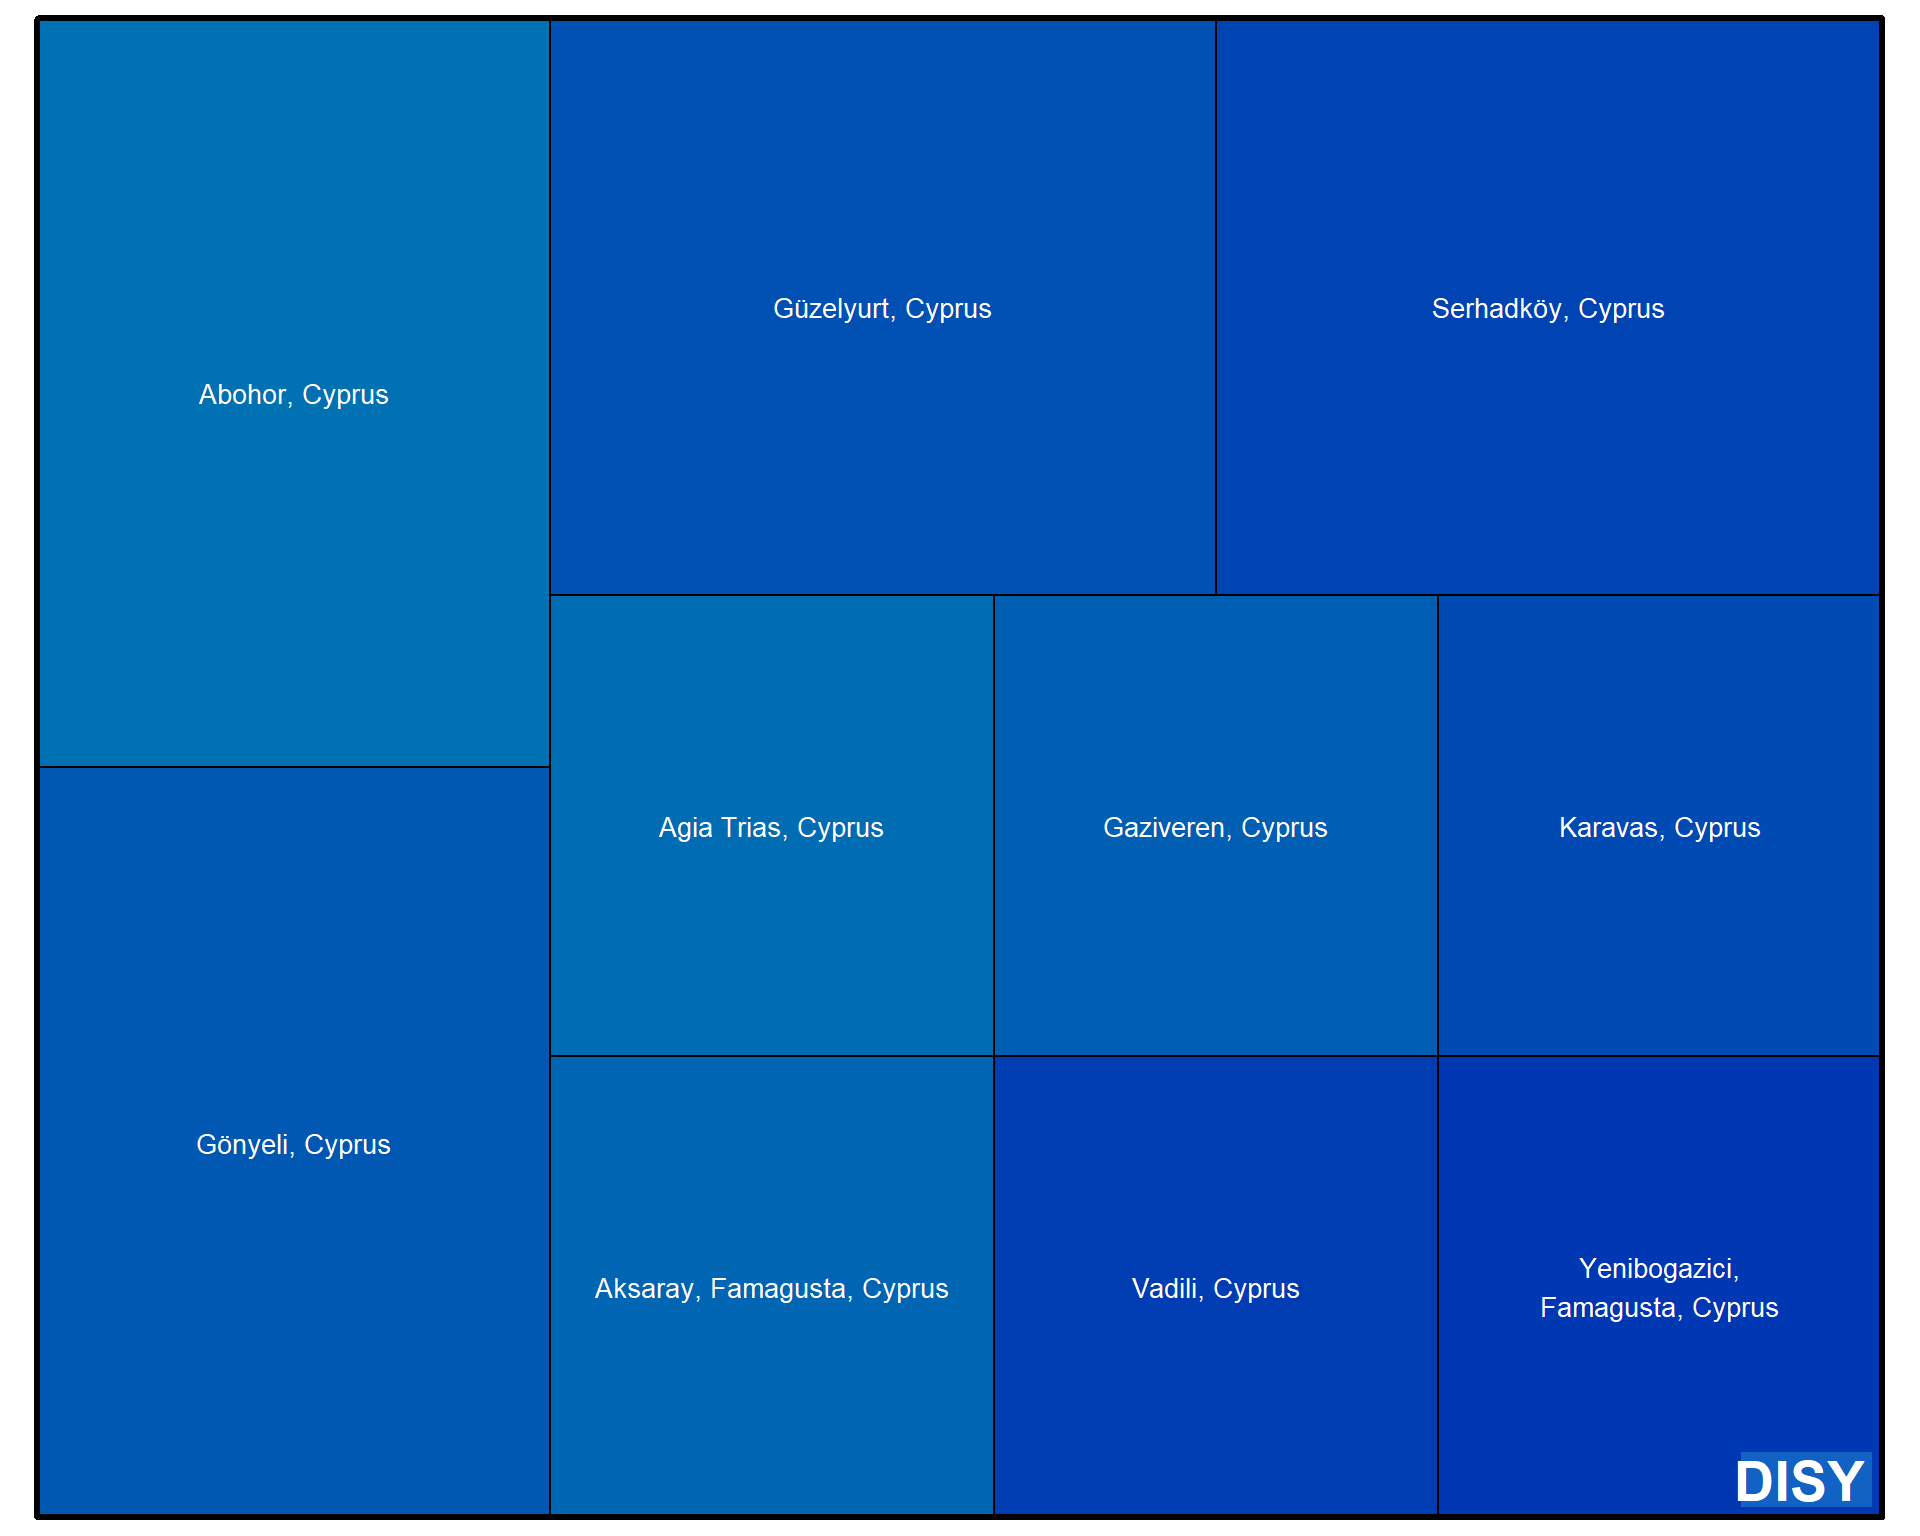 Abohor, Cyprus
Güzelyurt, Cyprus
Serhadköy, Cyprus
Agia Trias, Cyprus
Gaziveren, Cyprus
Karavas, Cyprus
Gönyeli, Cyprus
Aksaray, Famagusta, Cyprus
Vadili, Cyprus
Yenibogazici,
Famagusta, Cyprus
DISY